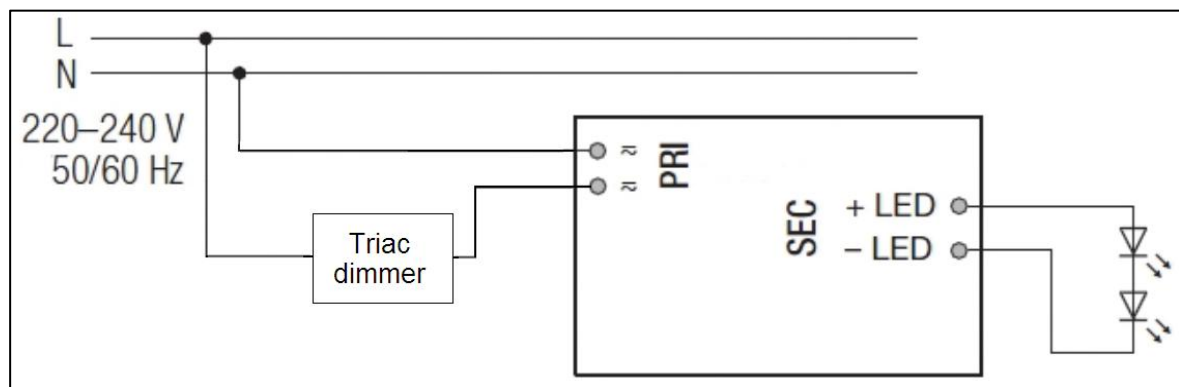 L
N
220–240 V
50/60 Hz
≂ PRI
≂
Triac
dimmer
SEC
+ LED
– LED